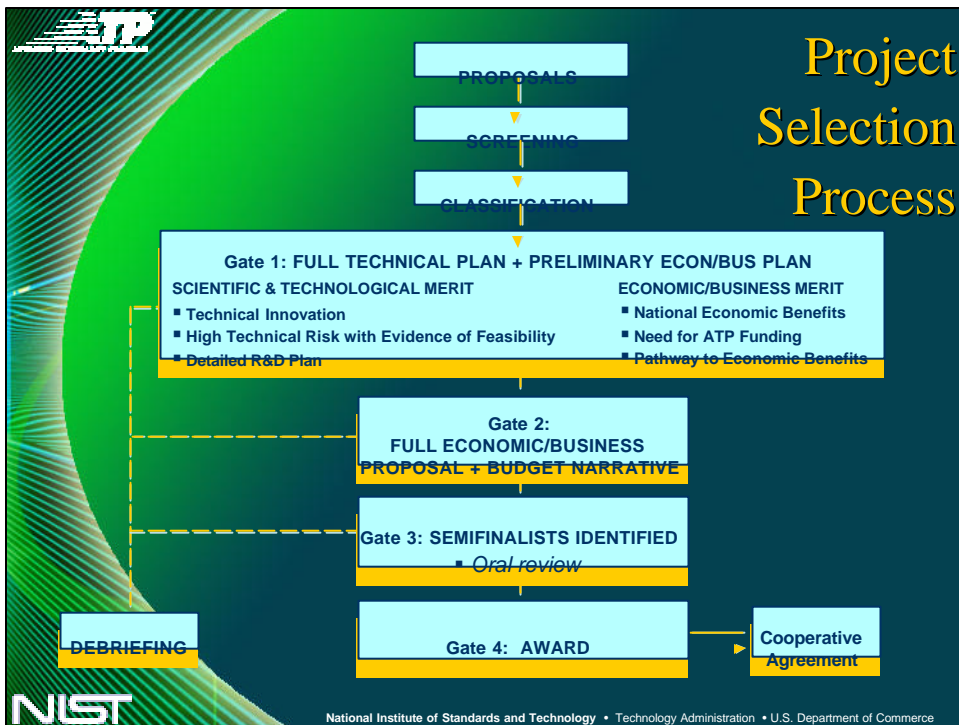 ATP
Project
Selection
Process
PROPOSALS
SCREENING
CLASSIFICATION
Gate 1: FULL TECHNICAL PLAN + PRELIMINARY ECON/BUS PLAN
SCIENTIFIC & TECHNOLOGICAL MERIT
▪ Technical Innovation
▪ High Technical Risk with Evidence of Feasibility
▪ Detailed R&D Plan
ECONOMIC/BUSINESS MERIT
▪ National Economic Benefits
▪ Need for ATP Funding
▪ Pathway to Economic Benefits
Gate 2:
FULL ECONOMIC/BUSINESS
PROPOSAL + BUDGET NARRATIVE
Gate 3: SEMIFINALISTS IDENTIFIED
▪ Oral review
DEBRIEFING
Gate 4: AWARD
Cooperative
Agreement
NIST
National Institute of Standards and Technology • Technology Administration • U.S. Department of Commerce